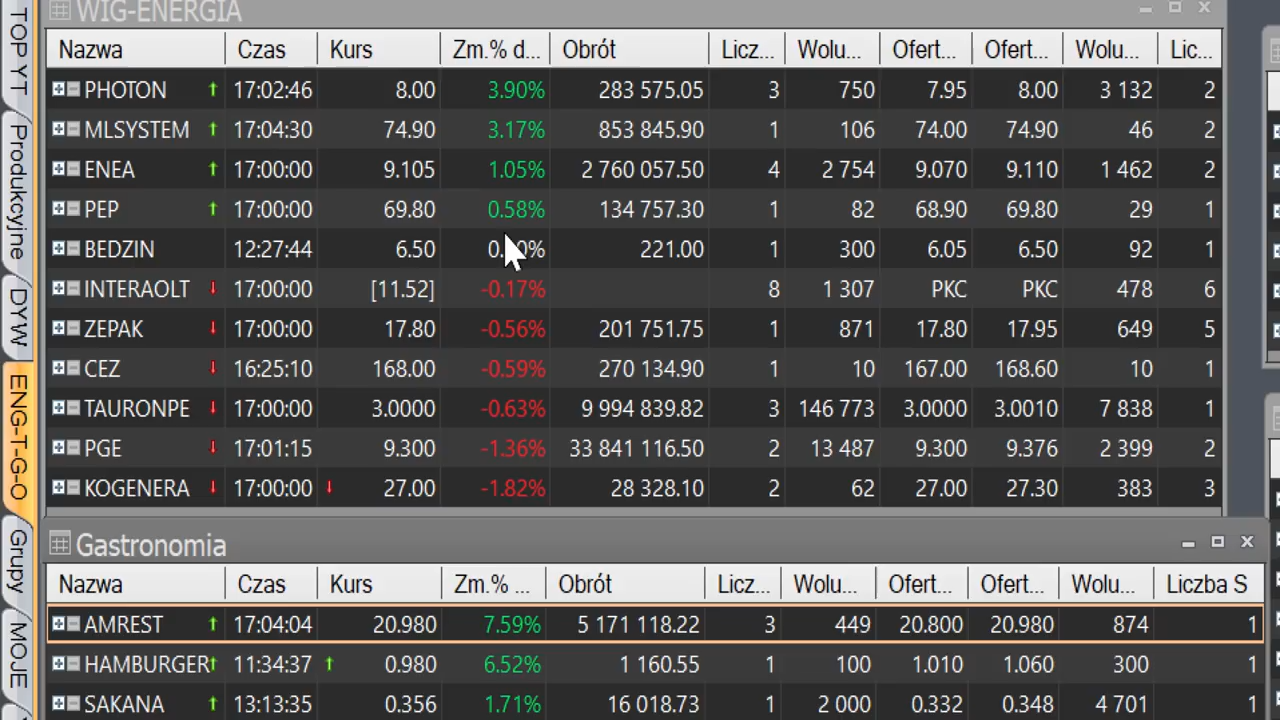 WIG-ENERGIA
Nazwa Czas Kurs Zm.% d... Obrót Licz... Wolu... Ofert... Ofert... Wolu... Lic...
PHOTON 17:02:46 8.00 3.90% 283 575.05 3 750 7.95 8.00 3 132 2
MLSYSTEM 17:04:30 74.90 3.17% 853 845.90 1 106 74.00 74.90 46 2
ENEA 17:00:00 9.105 1.05% 2 760 057.50 4 2 754 9.070 9.110 1 462 2
PEP 17:00:00 69.80 0.58% 134 757.30 1 82 68.90 69.80 29 1
BEDZIN 12:27:44 6.50 221.00 1 300 6.05 6.50 92 1
INTERAOLT 17:00:00 [11.52] -0.17% 8 1 307 PKC PKC 478 6
ZEPAK 17:00:00 17.80 -0.56% 201 751.75 1 871 17.80 17.95 649 5
CEZ 16:25:10 168.00 -0.59% 270 134.90 1 10 167.00 168.60 10 1
TAURONPE 17:00:00 3.0000 -0.63% 9 994 839.82 3 146 773 3.0000 3.0010 7 838 1
PGE 17:01:15 9.300 -1.36% 33 841 116.50 2 13 487 9.300 9.376 2 399 2
KOGENERA 17:00:00 27.00 -1.82% 28 328.10 2 62 27.00 27.30 383 3
Gastronomia
Nazwa Czas Kurs Zm.% ... Obrót Licz... Wolu... Ofert... Ofert... Wolu... Liczba S
AMREST 17:04:04 20.980 7.59% 5 171 118.22 3 449 20.800 20.980 874 1
HAMBURGER 11:34:37 0.980 6.52% 1 160.55 1 100 1.010 1.060 300 1
SAKANA 13:13:35 0.356 1.71% 16 018.73 1 2 000 0.332 0.348 4 701 1
TOP YT
Produkcyjne
DYW
ENG-T-G-O
Grupy
MOJE